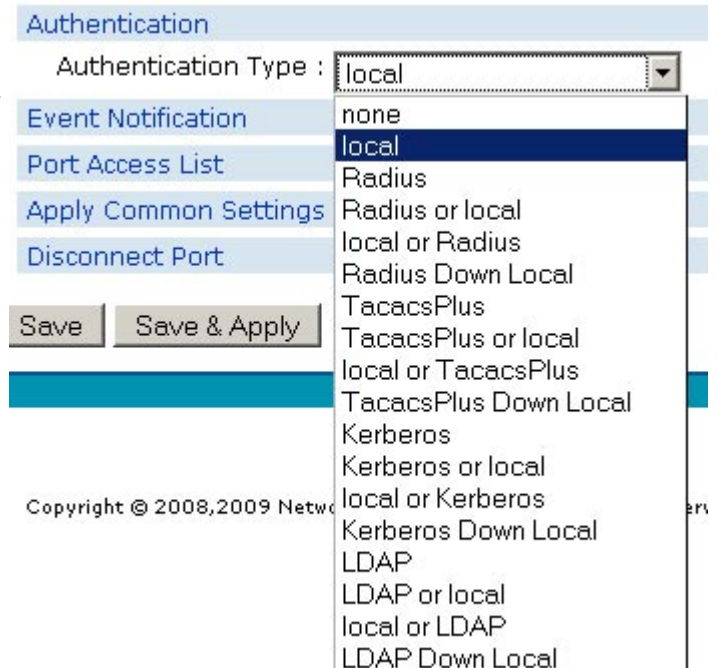 Authentication
Authentication Type : local
none
Event Notification
local
Port Access List
Radius
Apply Common Settings
Radius or local
local or Radius
Disconnect Port
Radius Down Local
TacacsPlus
Save
Save & Apply
TacacsPlus or local
local or TacacsPlus
TacacsPlus Down Local
Kerberos
Kerberos or local
Copyright © 2008,2009
local or Kerberos
Kerberos Down Local
LDAP
LDAP or local
local or LDAP
LDAP Down Local